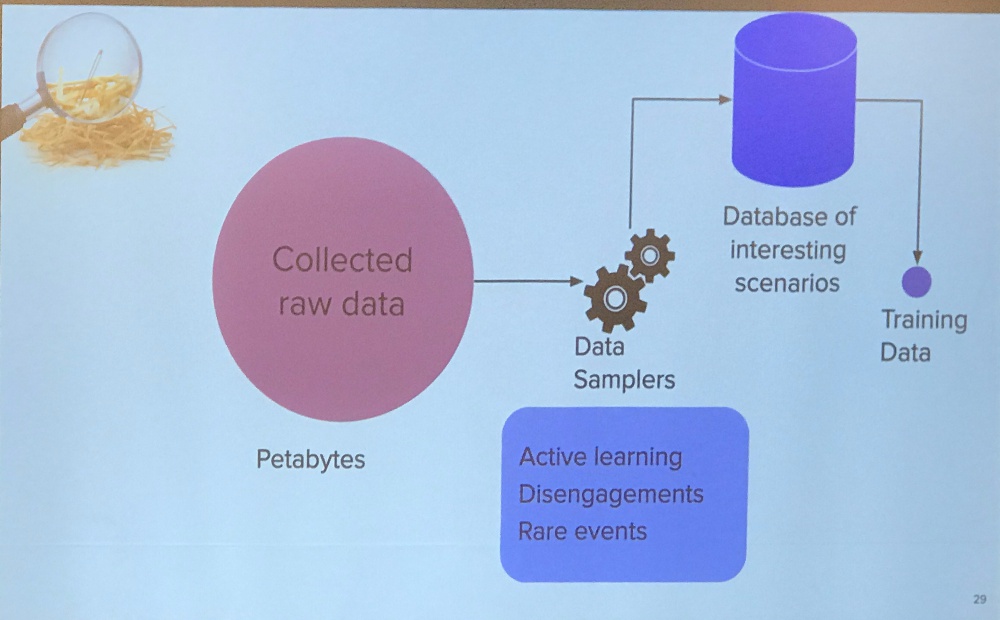 Collected
raw data
Petabytes
Data
Samplers
Active learning
Disengagements
Rare events
Database of
interesting
scenarios
Training
Data
29